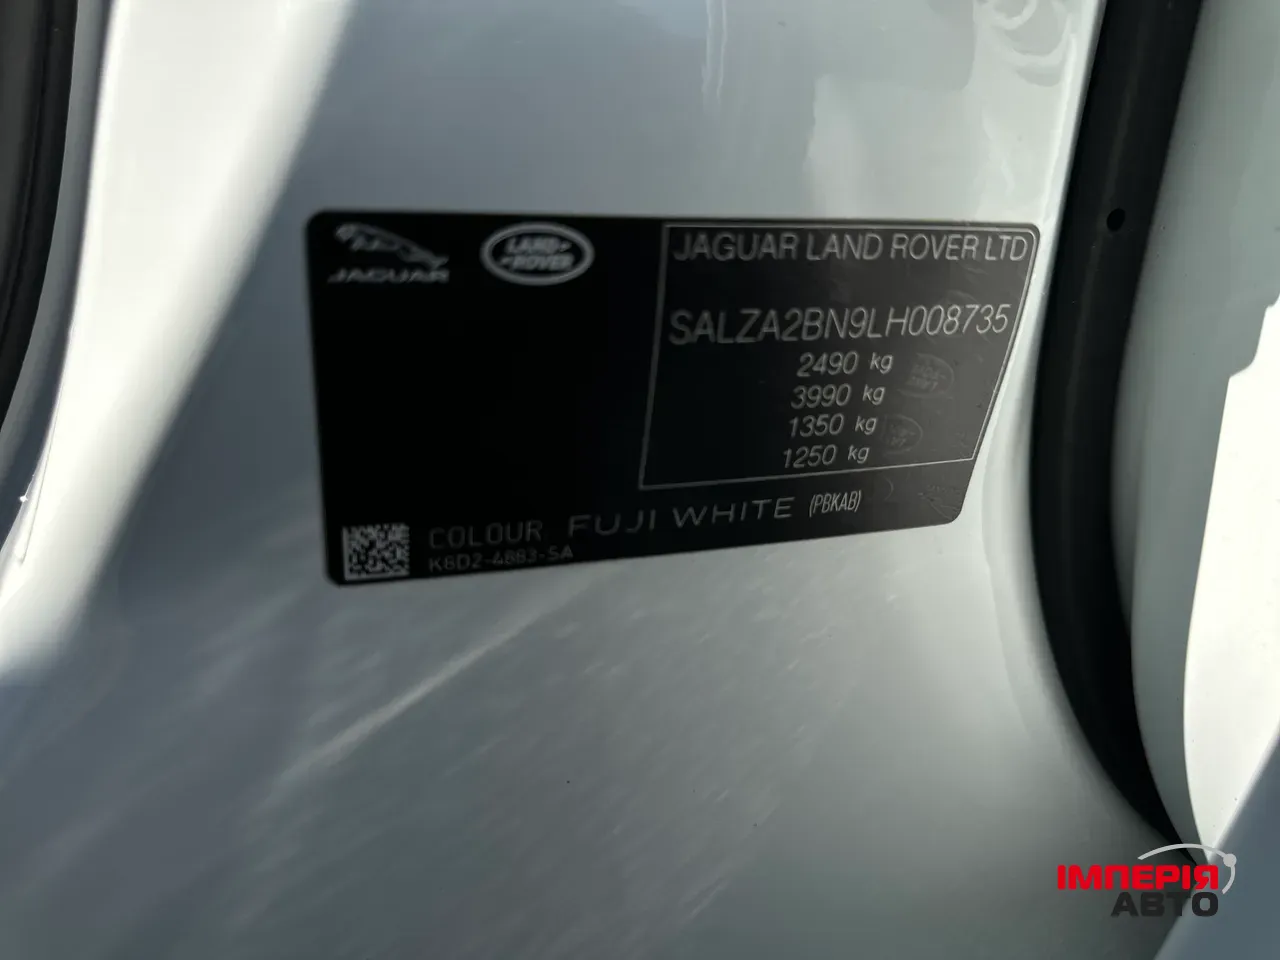 JAGUAR
LAND-
-ROVER
JAGUAR LAND ROVER LTD
SALZA2BN9LH008735
2490 kg
3990 kg
1350 kg
1250 kg
COLOUR FUJI WHITE (PBKAB)
K8D2-4883-SA
ІМПЕРІЯ
АВТО